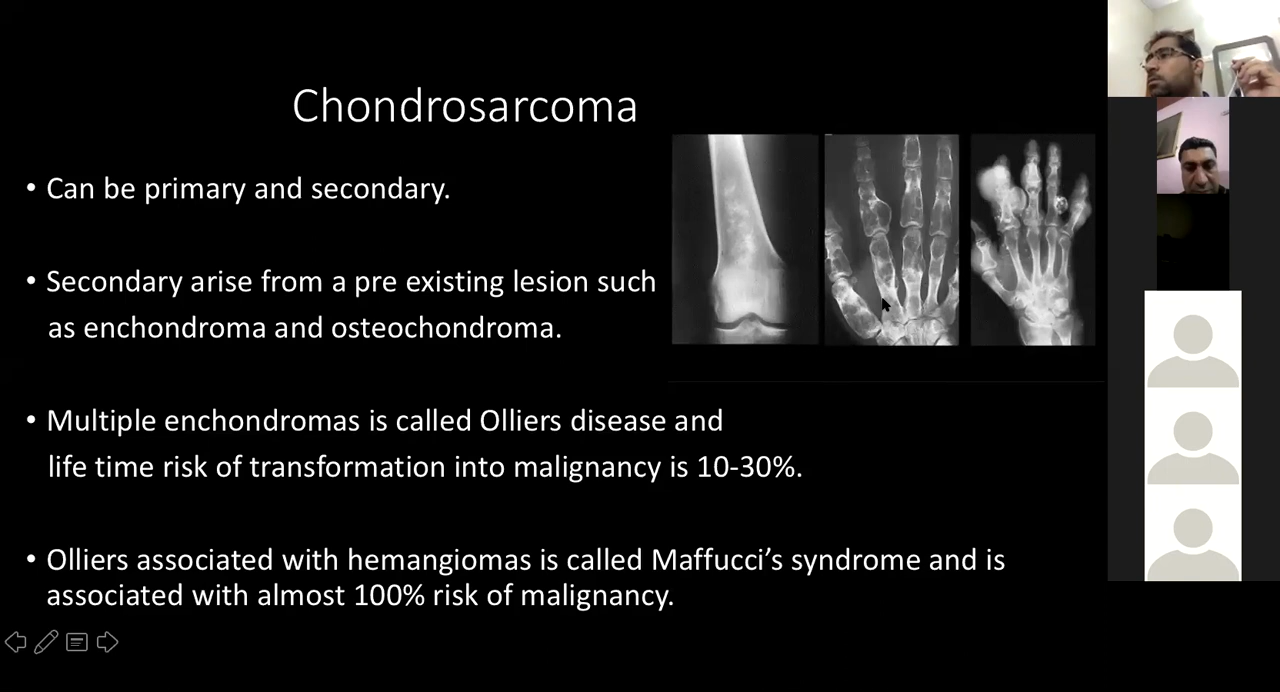 Chondrosarcoma
• Can be primary and secondary.
• Secondary arise from a pre existing lesion such
as enchondroma and osteochondroma.
• Multiple enchondromas is called Olliers disease and
life time risk of transformation into malignancy is 10-30%.
• Olliers associated with hemangiomas is called Maffucci’s syndrome and is
associated with almost 100% risk of malignancy.